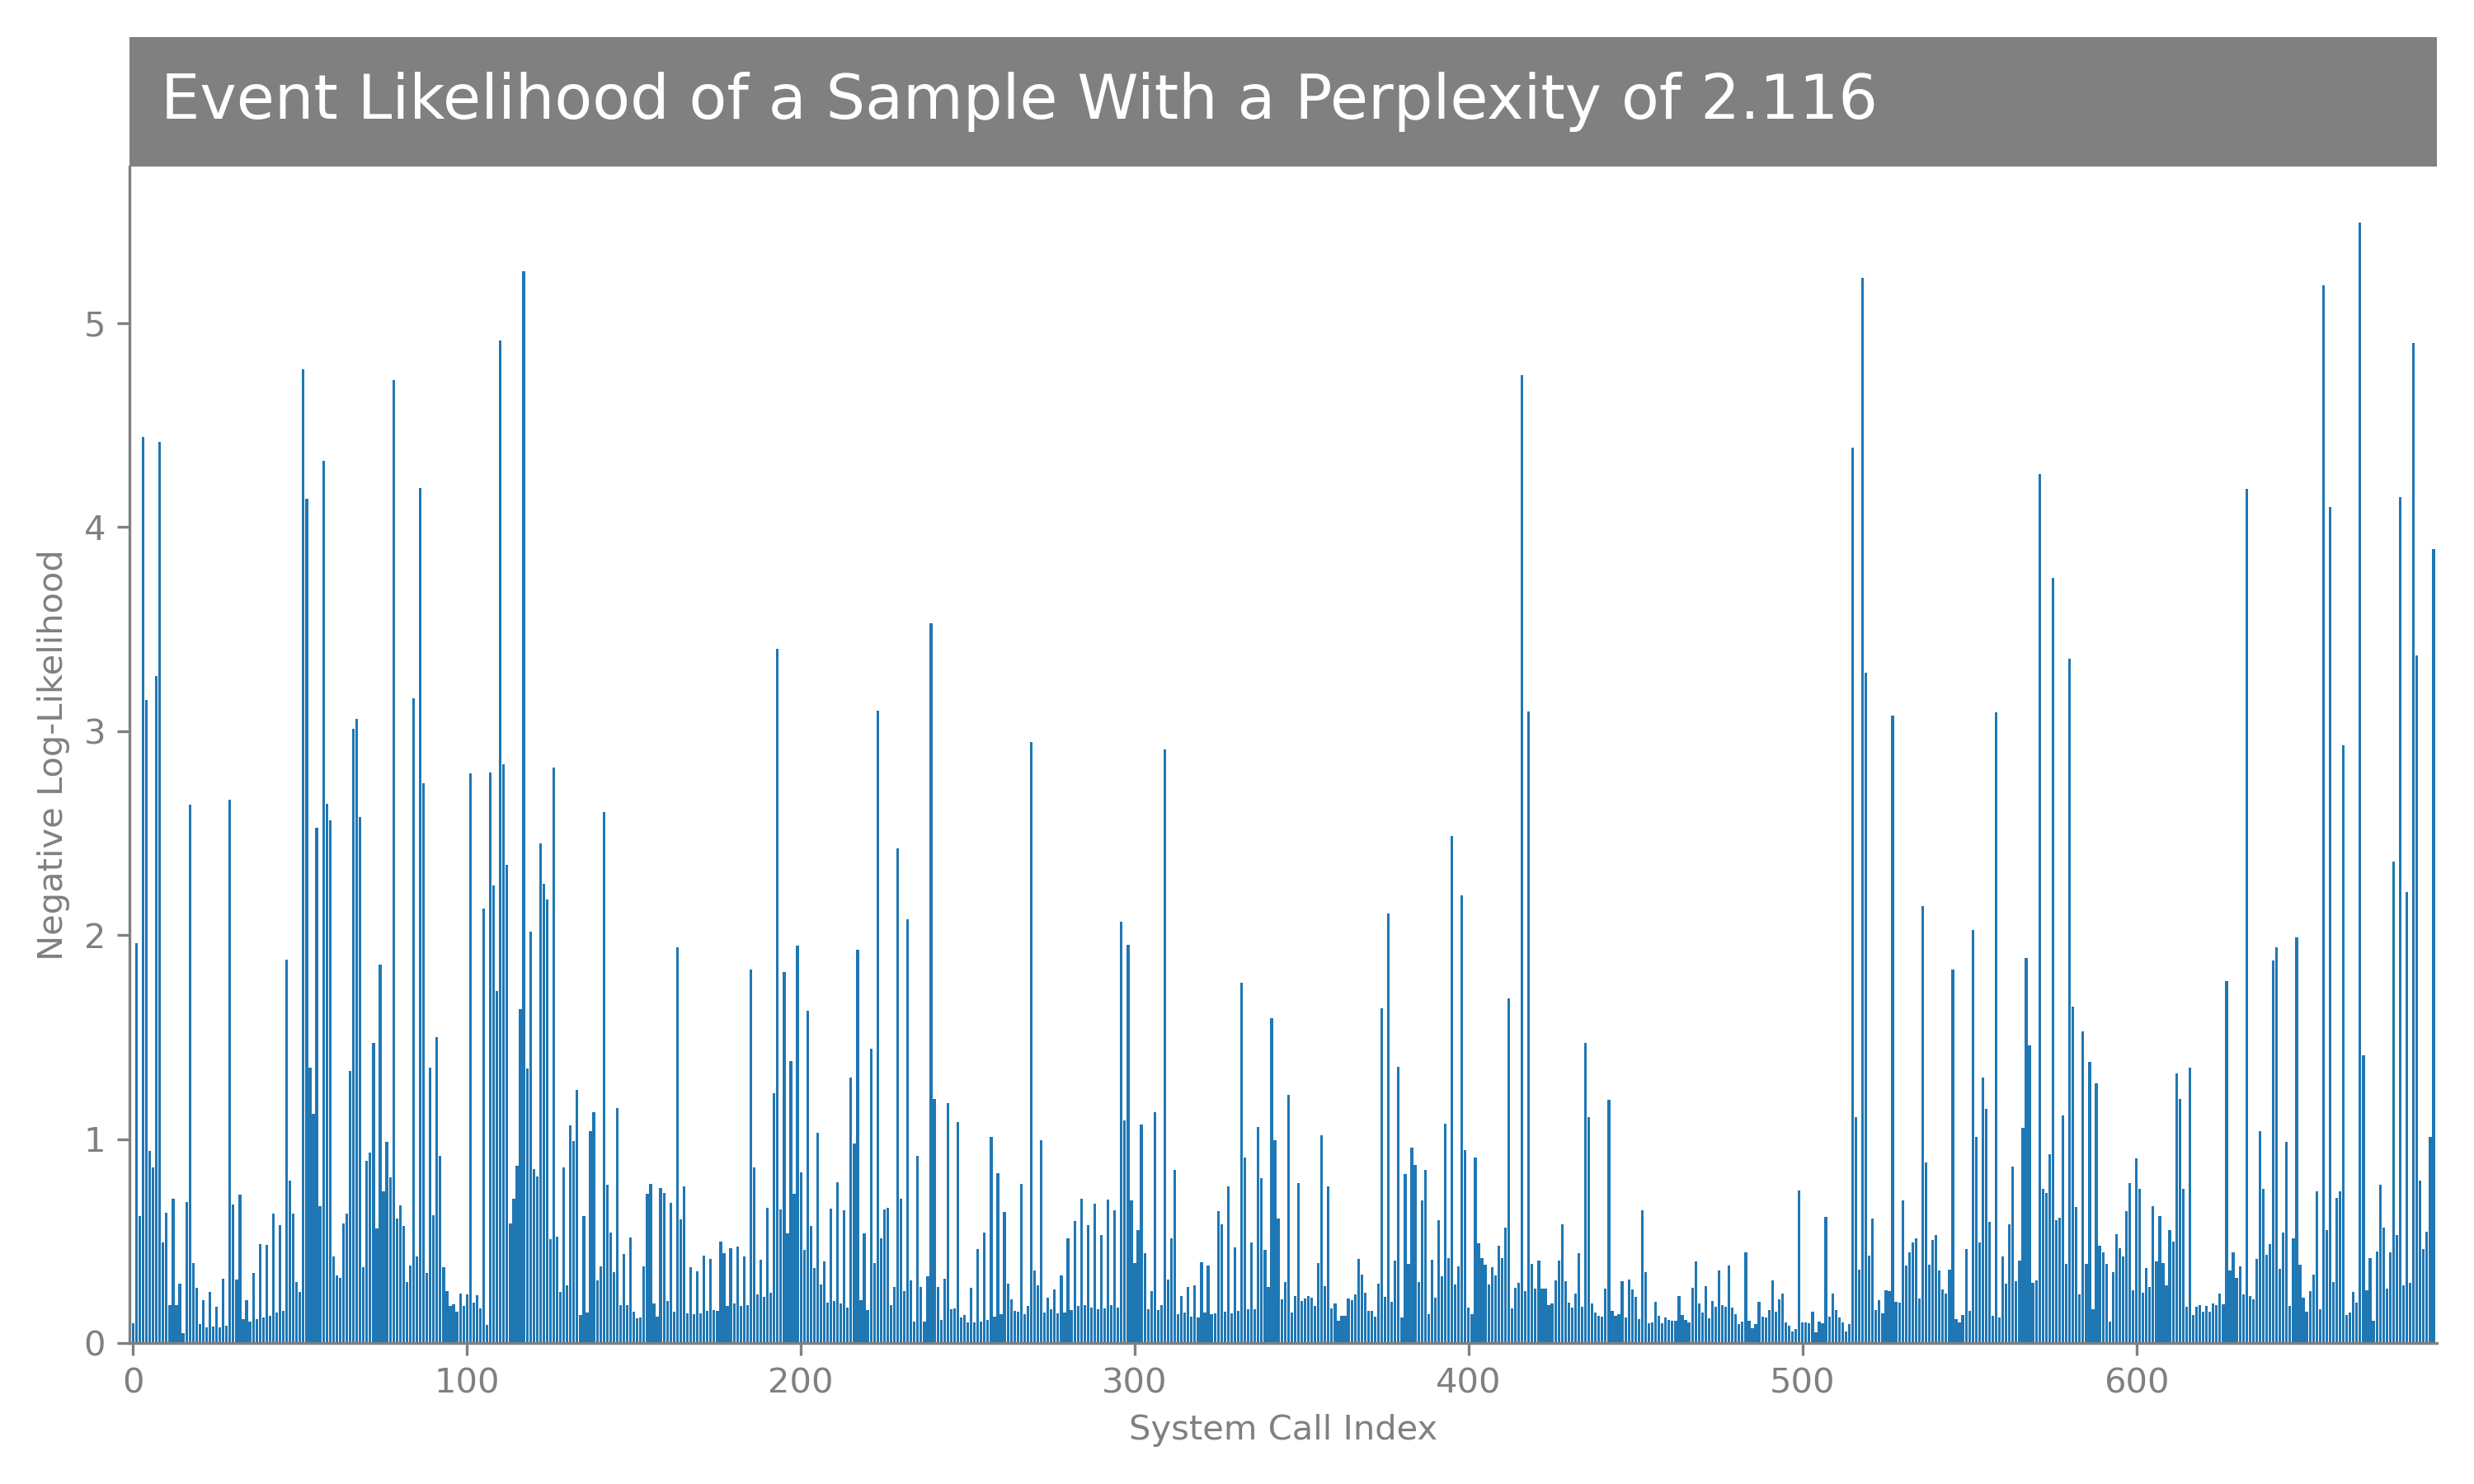 Event Likelihood of a Sample With a Perplexity of 2.116
Negative Log-Likelihood
5
4
3
2
1
0
0 100 200 300 400 500 600
System Call Index